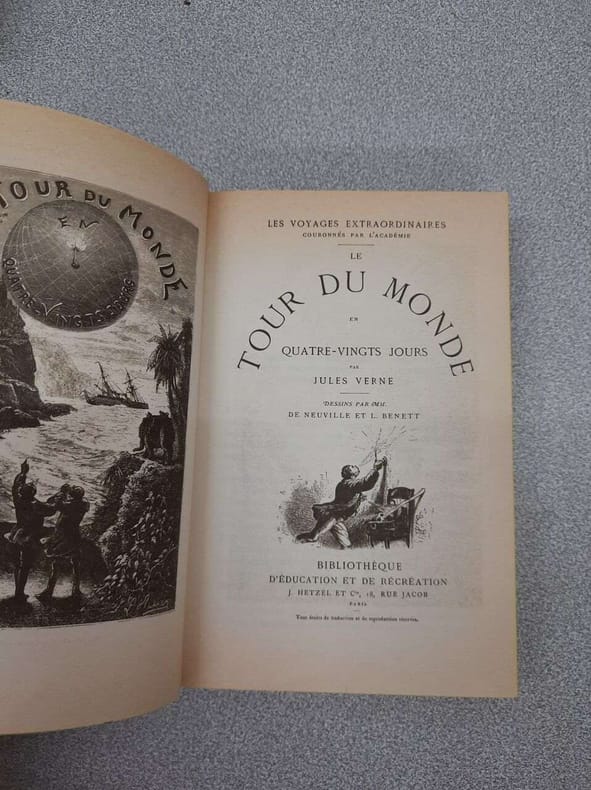 TOUR DU MONDE
EN
QUATRE-VINGTS JOURS
LES VOYAGES EXTRAORDINAIRES
COURONNÉS PAR L'ACADÉMIE
LE
TOUR DU MONDE
EN
QUATRE-VINGTS JOURS
PAR
JULES VERNE
DESSINS PAR MM.
DE NEUVILLE ET L. BENETT
BIBLIOTHÈQUE
D'ÉDUCATION ET DE RÉCRÉATION
J. HETZEL ET Cie, 18, RUE JACOB
PARIS
Tous droits de traduction et de reproduction réservés.